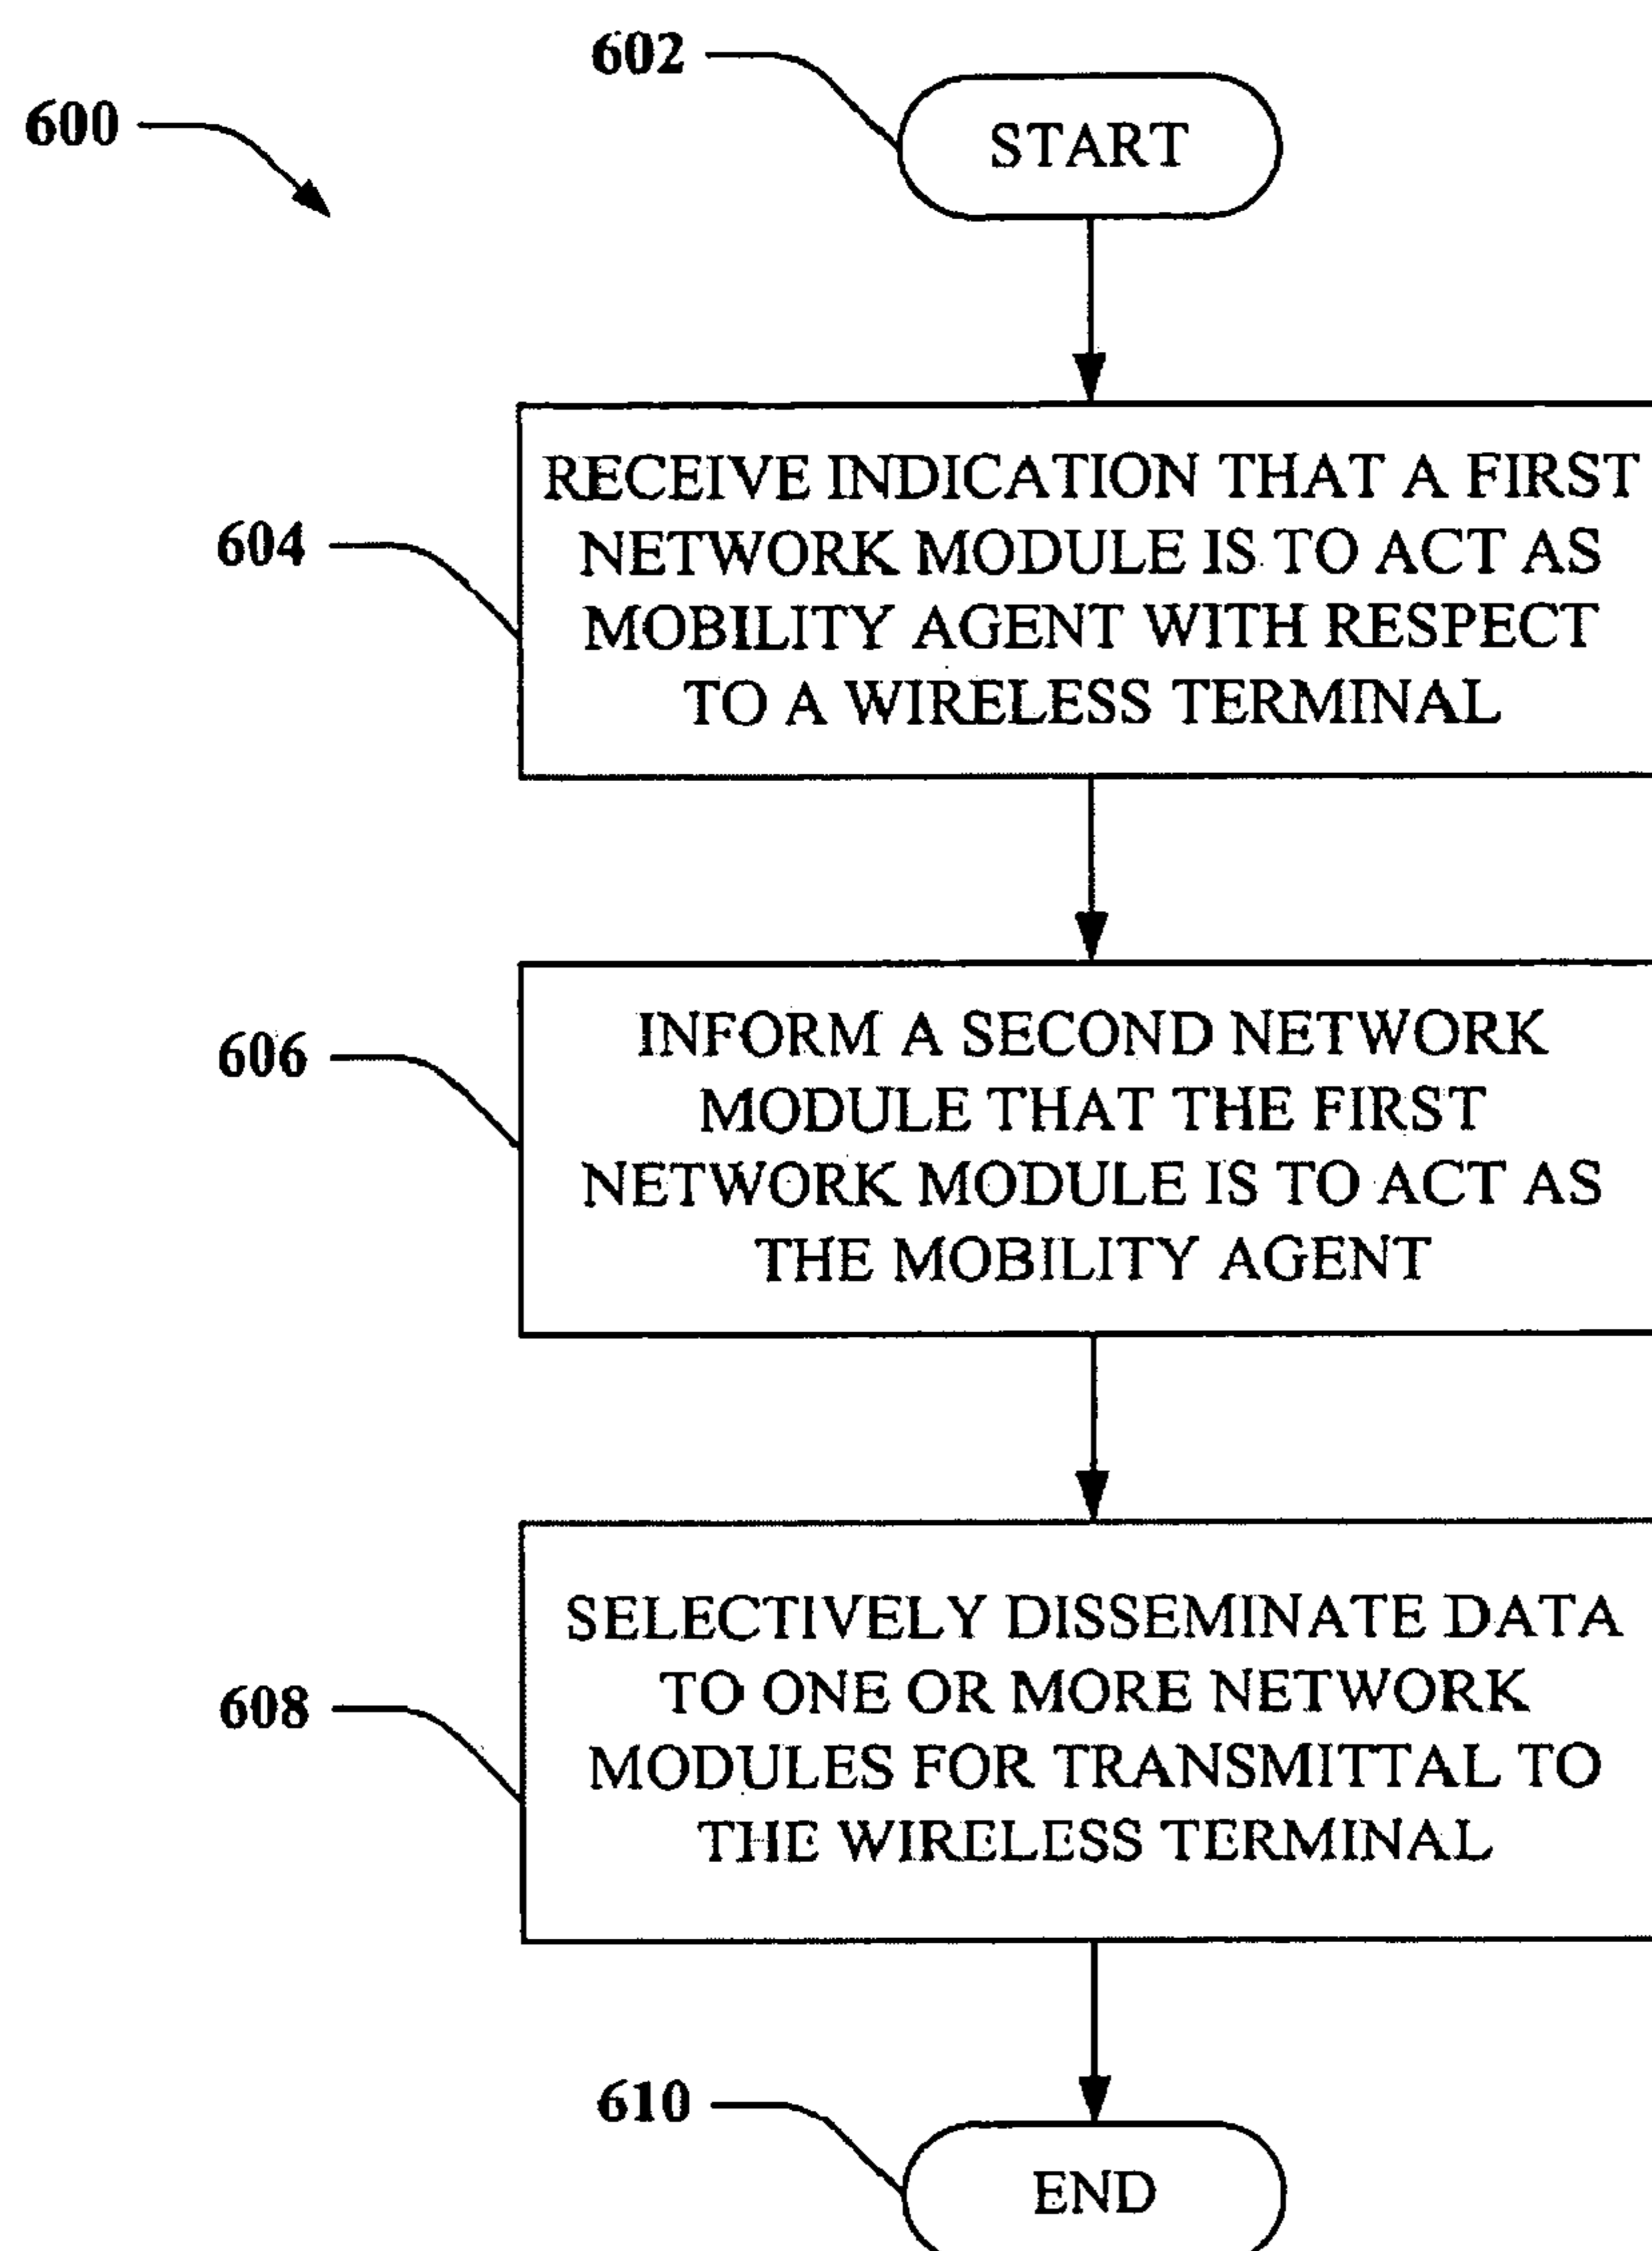 602
600
START
604
RECEIVE INDICATION THAT A FIRST
NETWORK MODULE IS TO ACT AS
MOBILITY AGENT WITH RESPECT
TO A WIRELESS TERMINAL
606
INFORM A SECOND NETWORK
MODULE THAT THE FIRST
NETWORK MODULE IS TO ACT AS
THE MOBILITY AGENT
608
SELECTIVELY DISSEMINATE DATA
TO ONE OR MORE NETWORK
MODULES FOR TRANSMITTAL TO
THE WIRELESS TERMINAL
610
END